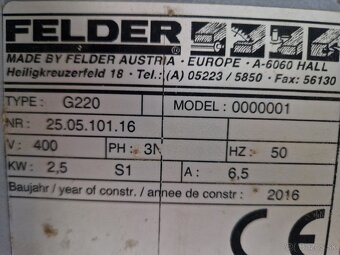 FELDER®
MADE BY FELDER AUSTRIA · EUROPE · A-6060 HALL
Heiligkreuzerfeld 18 · Tel.: (A) 05223 / 5850 · Fax: 56130
TYPE: G220 MODEL: 0000001
NR: 25.05.101.16
V: 400 PH: 3N HZ: 50
KW: 2,5 S1 A: 6,5
Baujahr / year of constr. / annee de constr: 2016
CE